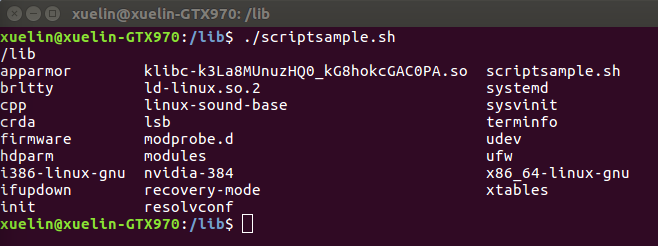 xuelin@xuelin-GTX970: /lib
xuelin@xuelin-GTX970:/lib$ ./scriptsample.sh
/lib
apparmor klibc-k3La8MUnuzHQ0_kG8hokcGAC0PA.so scriptsample.sh
brltty ld-linux.so.2 systemd
cpp linux-sound-base sysvinit
crda lsb terminfo
firmware modprobe.d udev
hdparm modules ufw
i386-linux-gnu nvidia-384 x86_64-linux-gnu
ifupdown recovery-mode xtables
init resolvconf
xuelin@xuelin-GTX970:/lib$